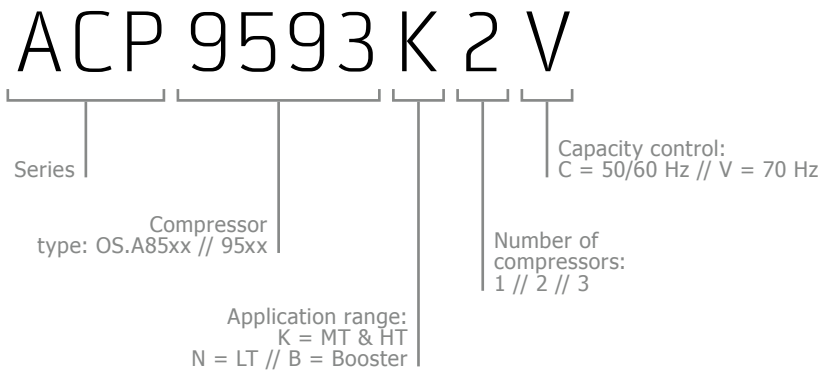 ACP 9593 K 2 V
Series
Capacity control:
C = 50/60 Hz // V = 70 Hz
Compressor
type: OS.A85xx // 95xx
Number of
compressors:
1 // 2 // 3
Application range:
K = MT & HT
N = LT // B = Booster